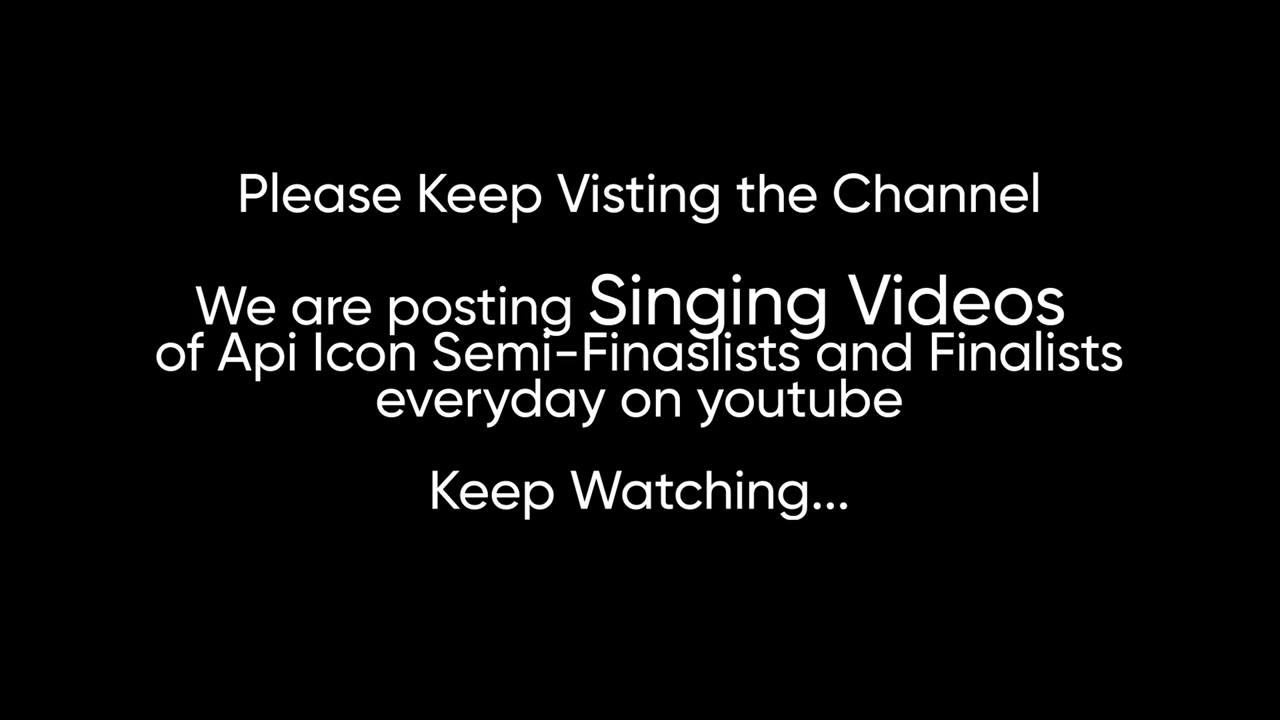 Please Keep Visting the Channel
We are posting Singing Videos
of Api Icon Semi-Finaslists and Finalists
everyday on youtube
Keep Watching...